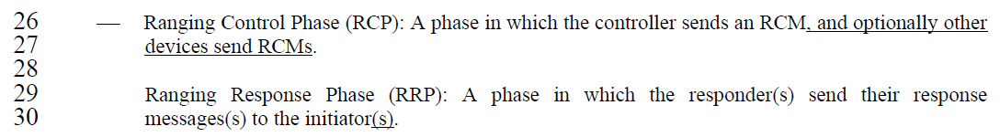 26 — Ranging Control Phase (RCP): A phase in which the controller sends an RCM, and optionally other
27 devices send RCMs.
28
29 Ranging Response Phase (RRP): A phase in which the responder(s) send their response
30 messages(s) to the initiator(s).